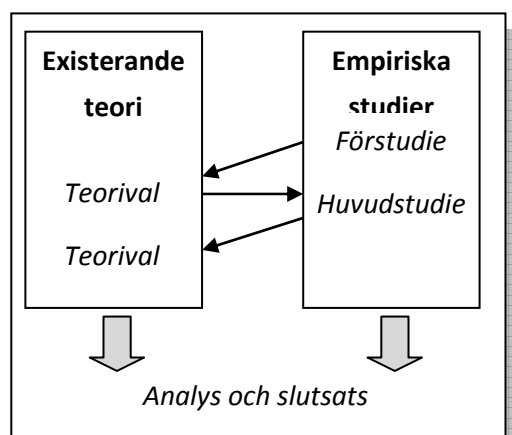 Existerande
teori
Teorival
Teorival
Empiriska
studier
Förstudie
Huvudstudie
Analys och slutsats